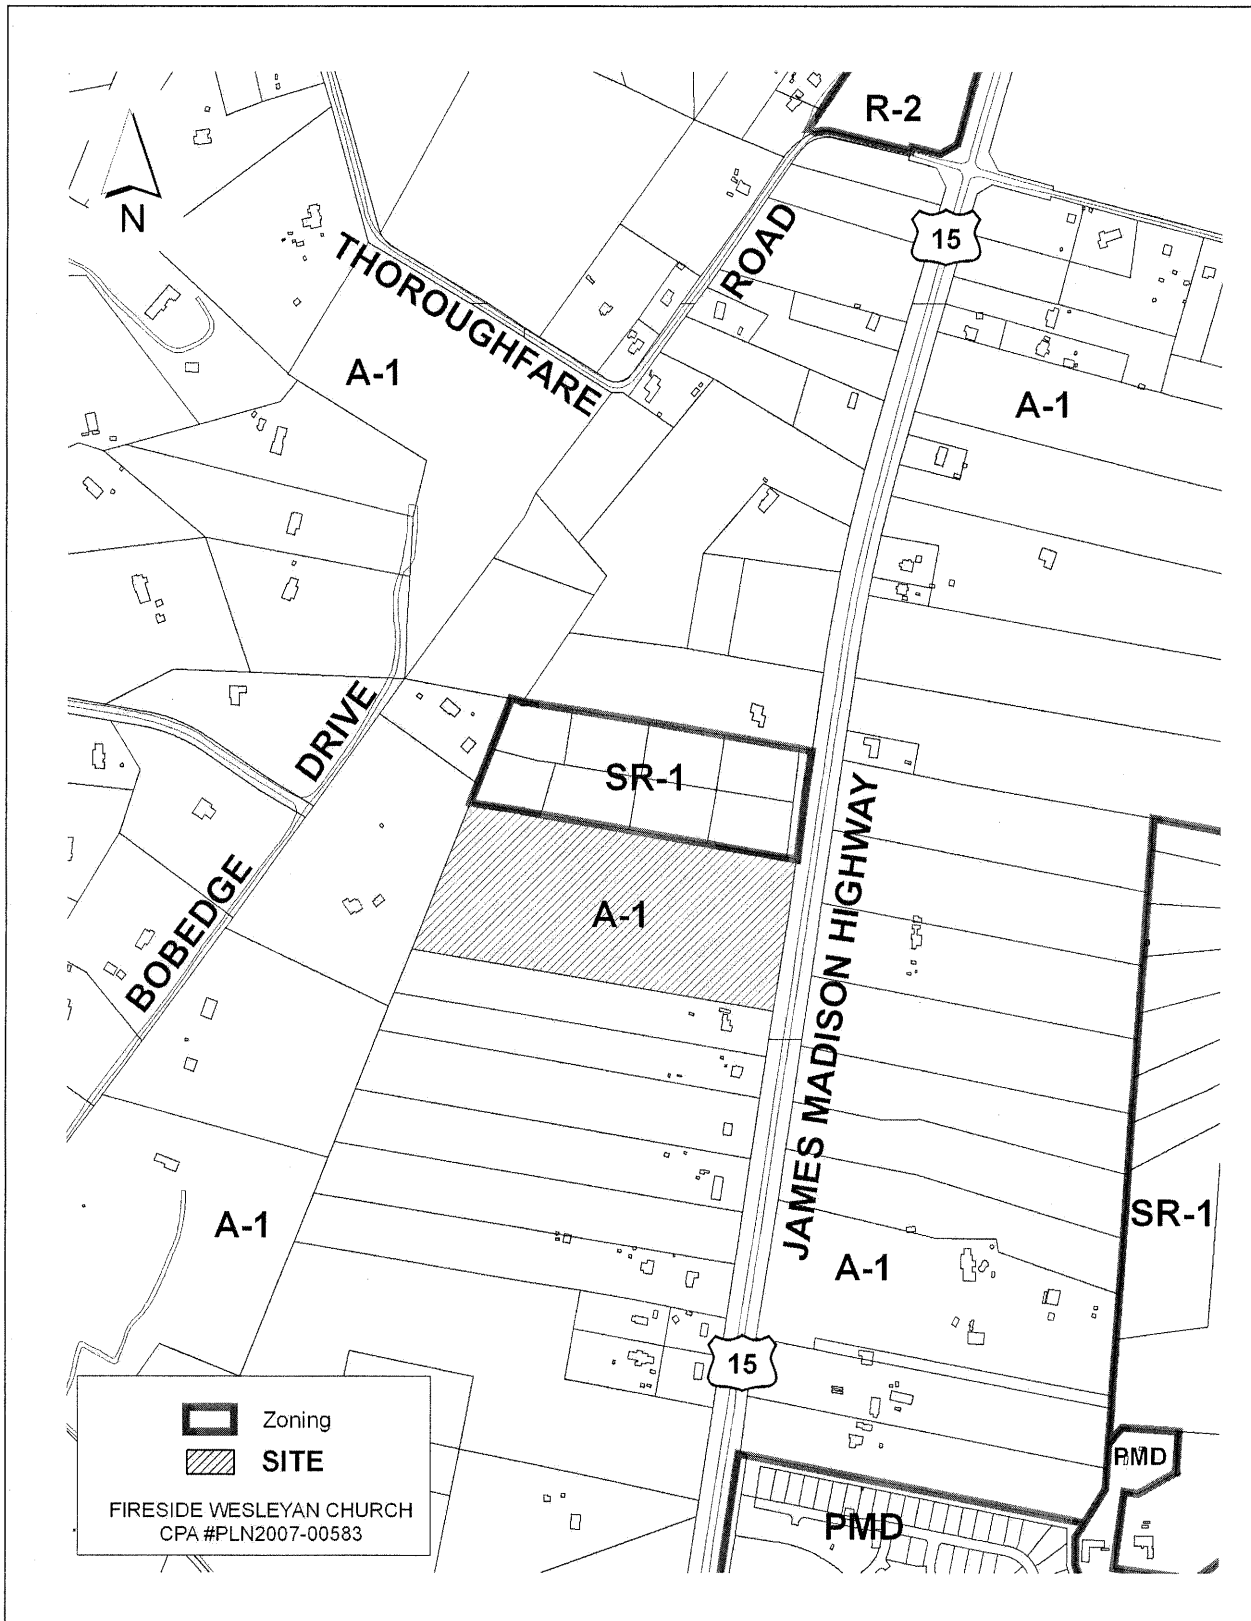 R-2
N
15
THOROUGHFARE
ROAD
A-1
A-1
DRIVE
SR-1
BOBEDGE
A-1
JAMES MADISON HIGHWAY
A-1
SR-1
A-1
15
Zoning
SITE
FIRESIDE WESLEYAN CHURCH
CPA #PLN2007-00583
PMD
PMD